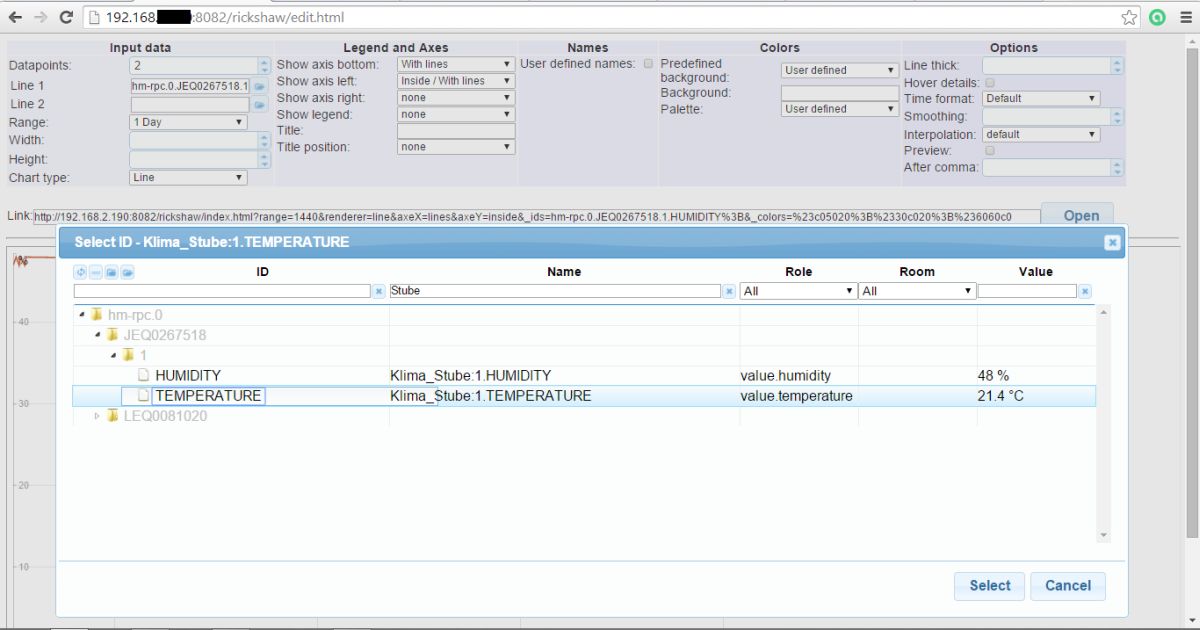 192.168. :8082/rickshaw/edit.html
Input data Legend and Axes Names Colors Options
Datapoints: 2 Show axis bottom: With lines User defined names: Predefined background: User defined Line thick:
Line 1 hm-rpc.0.JEQ0267518.1 Show axis left: Inside / With lines Hover details:
Line 2 Show axis right: none Background: Time format: Default
Range: 1 Day Show legend: none Palette: User defined Smoothing:
Width: Title: Interpolation: default
Height: Title position: none Preview:
Chart type: Line After comma:
Link: http://192.168.2.190:8082/rickshaw/index.html?range=1440&renderer=line&axeX=lines&axeY=inside&_ids=hm-rpc.0.JEQ0267518.1.HUMIDITY%3B&_colors=%23c05020%3B%2330c020%3B%236060c0 Open
Select ID - Klima_Stube:1.TEMPERATURE
%
ID Name Role Room Value
Stube All All
hm-rpc.0
40
JEQ0267518
1
HUMIDITY Klima_Stube:1.HUMIDITY value.humidity 48 %
TEMPERATURE Klima_Stube:1.TEMPERATURE value.temperature 21.4 °C
30
LEQ0081020
20
10
Select Cancel